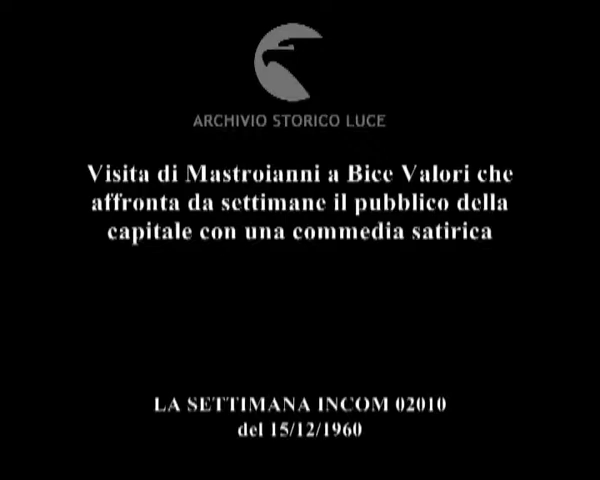 ARCHIVIO STORICO LUCE
Visita di Mastroianni a Bice Valori che
affronta da settimane il pubblico della
capitale con una commedia satirica
LA SETTIMANA INCOM 02010
del 15/12/1960